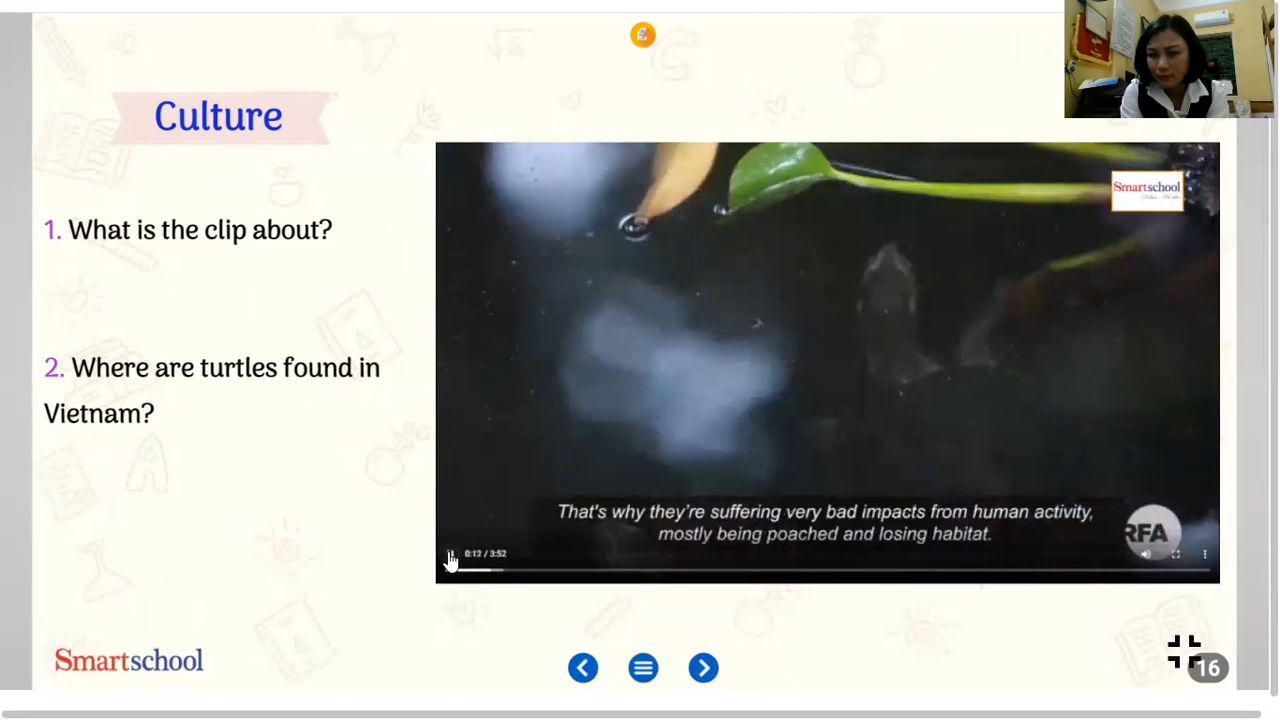 Culture
1. What is the clip about?
2. Where are turtles found in
Vietnam?
Smartschool
That's why they're suffering very bad impacts from human activity,
mostly being poached and losing habitat.
RFA
0:12 / 3:52
Smartschool
16